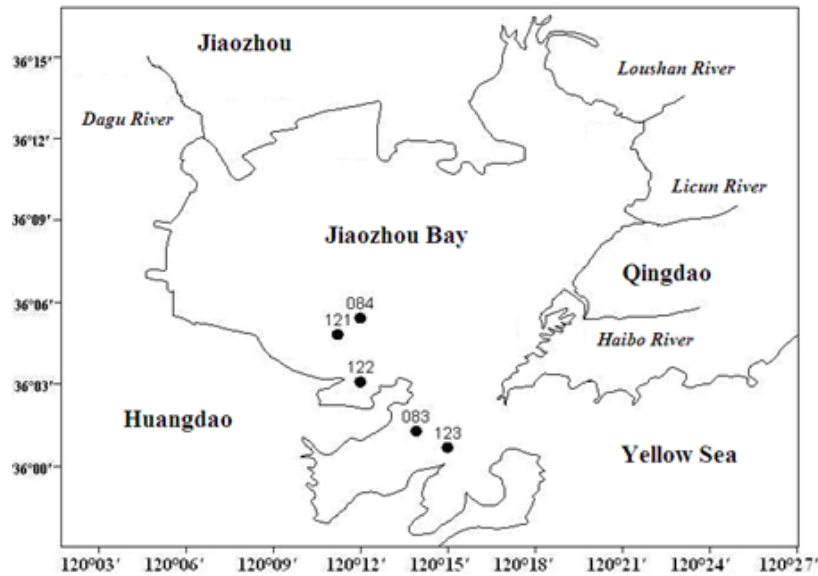 Jiaozhou
36°15′
Loushan River
Dagu River
36°12′
Licun River
36°09′
Jiaozhou Bay
Qingdao
36°06′
084
121
Haibo River
36°03′
122
Huangdao
083
123
Yellow Sea
36°00′
120°03′ 120°06′ 120°09′ 120°12′ 120°15′ 120°18′ 120°21′ 120°24′ 120°27′